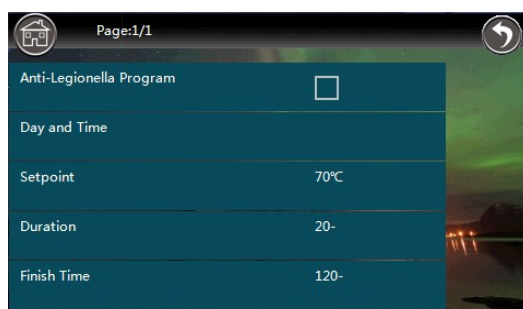 Page:1/1
Anti-Legionella Program
Day and Time
Setpoint 70℃
Duration 20-
Finish Time 120-